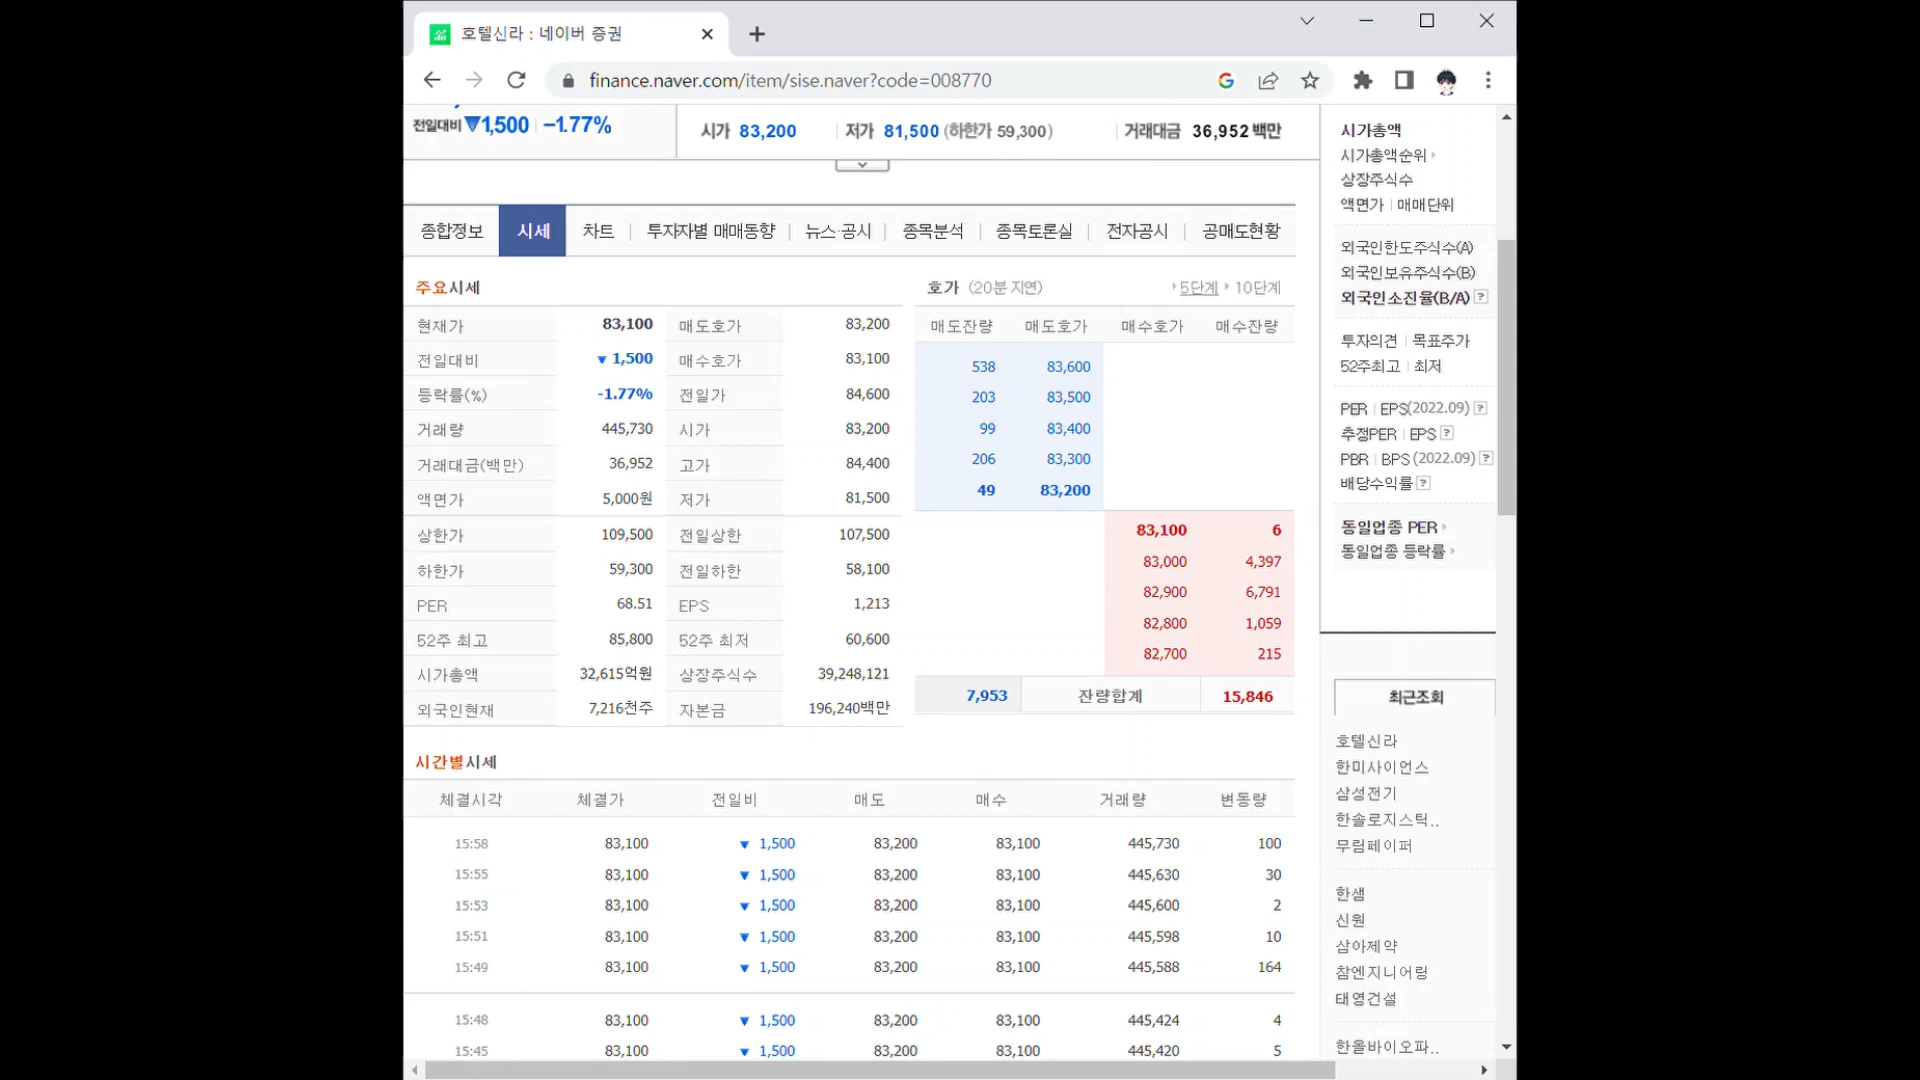 호텔신라 : 네이버 증권
finance.naver.com/item/sise.naver?code=008770
전일대비 ▼1,500 | -1.77%
시가 83,200 | 저가 81,500 (하한가 59,300) | 거래대금 36,952 백만
종합정보 시세 차트 | 투자자별 매매동향 | 뉴스·공시 | 종목분석 | 종목토론실 | 전자공시 | 공매도현황
주요시세
현재가 83,100 매도호가 83,200
전일대비 ▼ 1,500 매수호가 83,100
등락률(%) -1.77% 전일가 84,600
거래량 445,730 시가 83,200
거래대금(백만) 36,952 고가 84,400
액면가 5,000원 저가 81,500
상한가 109,500 전일상한 107,500
하한가 59,300 전일하한 58,100
PER 68.51 EPS 1,213
52주 최고 85,800 52주 최저 60,600
시가총액 32,615억원 상장주식수 39,248,121
외국인현재 7,216천주 자본금 196,240백만
호가 (20분 지연) 5단계 10단계
매도잔량 매도호가 매수호가 매수잔량
538 83,600
203 83,500
99 83,400
206 83,300
49 83,200
83,100 6
83,000 4,397
82,900 6,791
82,800 1,059
82,700 215
7,953 잔량합계 15,846
시간별시세
체결시각 체결가 전일비 매도 매수 거래량 변동량
15:58 83,100 ▼ 1,500 83,200 83,100 445,730 100
15:55 83,100 ▼ 1,500 83,200 83,100 445,630 30
15:53 83,100 ▼ 1,500 83,200 83,100 445,600 2
15:51 83,100 ▼ 1,500 83,200 83,100 445,598 10
15:49 83,100 ▼ 1,500 83,200 83,100 445,588 164
15:48 83,100 ▼ 1,500 83,200 83,100 445,424 4
15:45 83,100 ▼ 1,500 83,200 83,100 445,420 5
시가총액
시가총액순위
상장주식수
액면가 | 매매단위
외국인한도주식수(A)
외국인보유주식수(B)
외국인소진율(B/A) ?
투자의견 | 목표주가
52주최고 | 최저
PER | EPS(2022.09) ?
추정PER | EPS ?
PBR | BPS (2022.09) ?
배당수익률 ?
동일업종 PER
동일업종 등락률
최근조회
호텔신라
한미사이언스
삼성전기
한솔로지스틱..
무림페이퍼
한샘
신원
삼아제약
참엔지니어링
태영건설
한올바이오파..